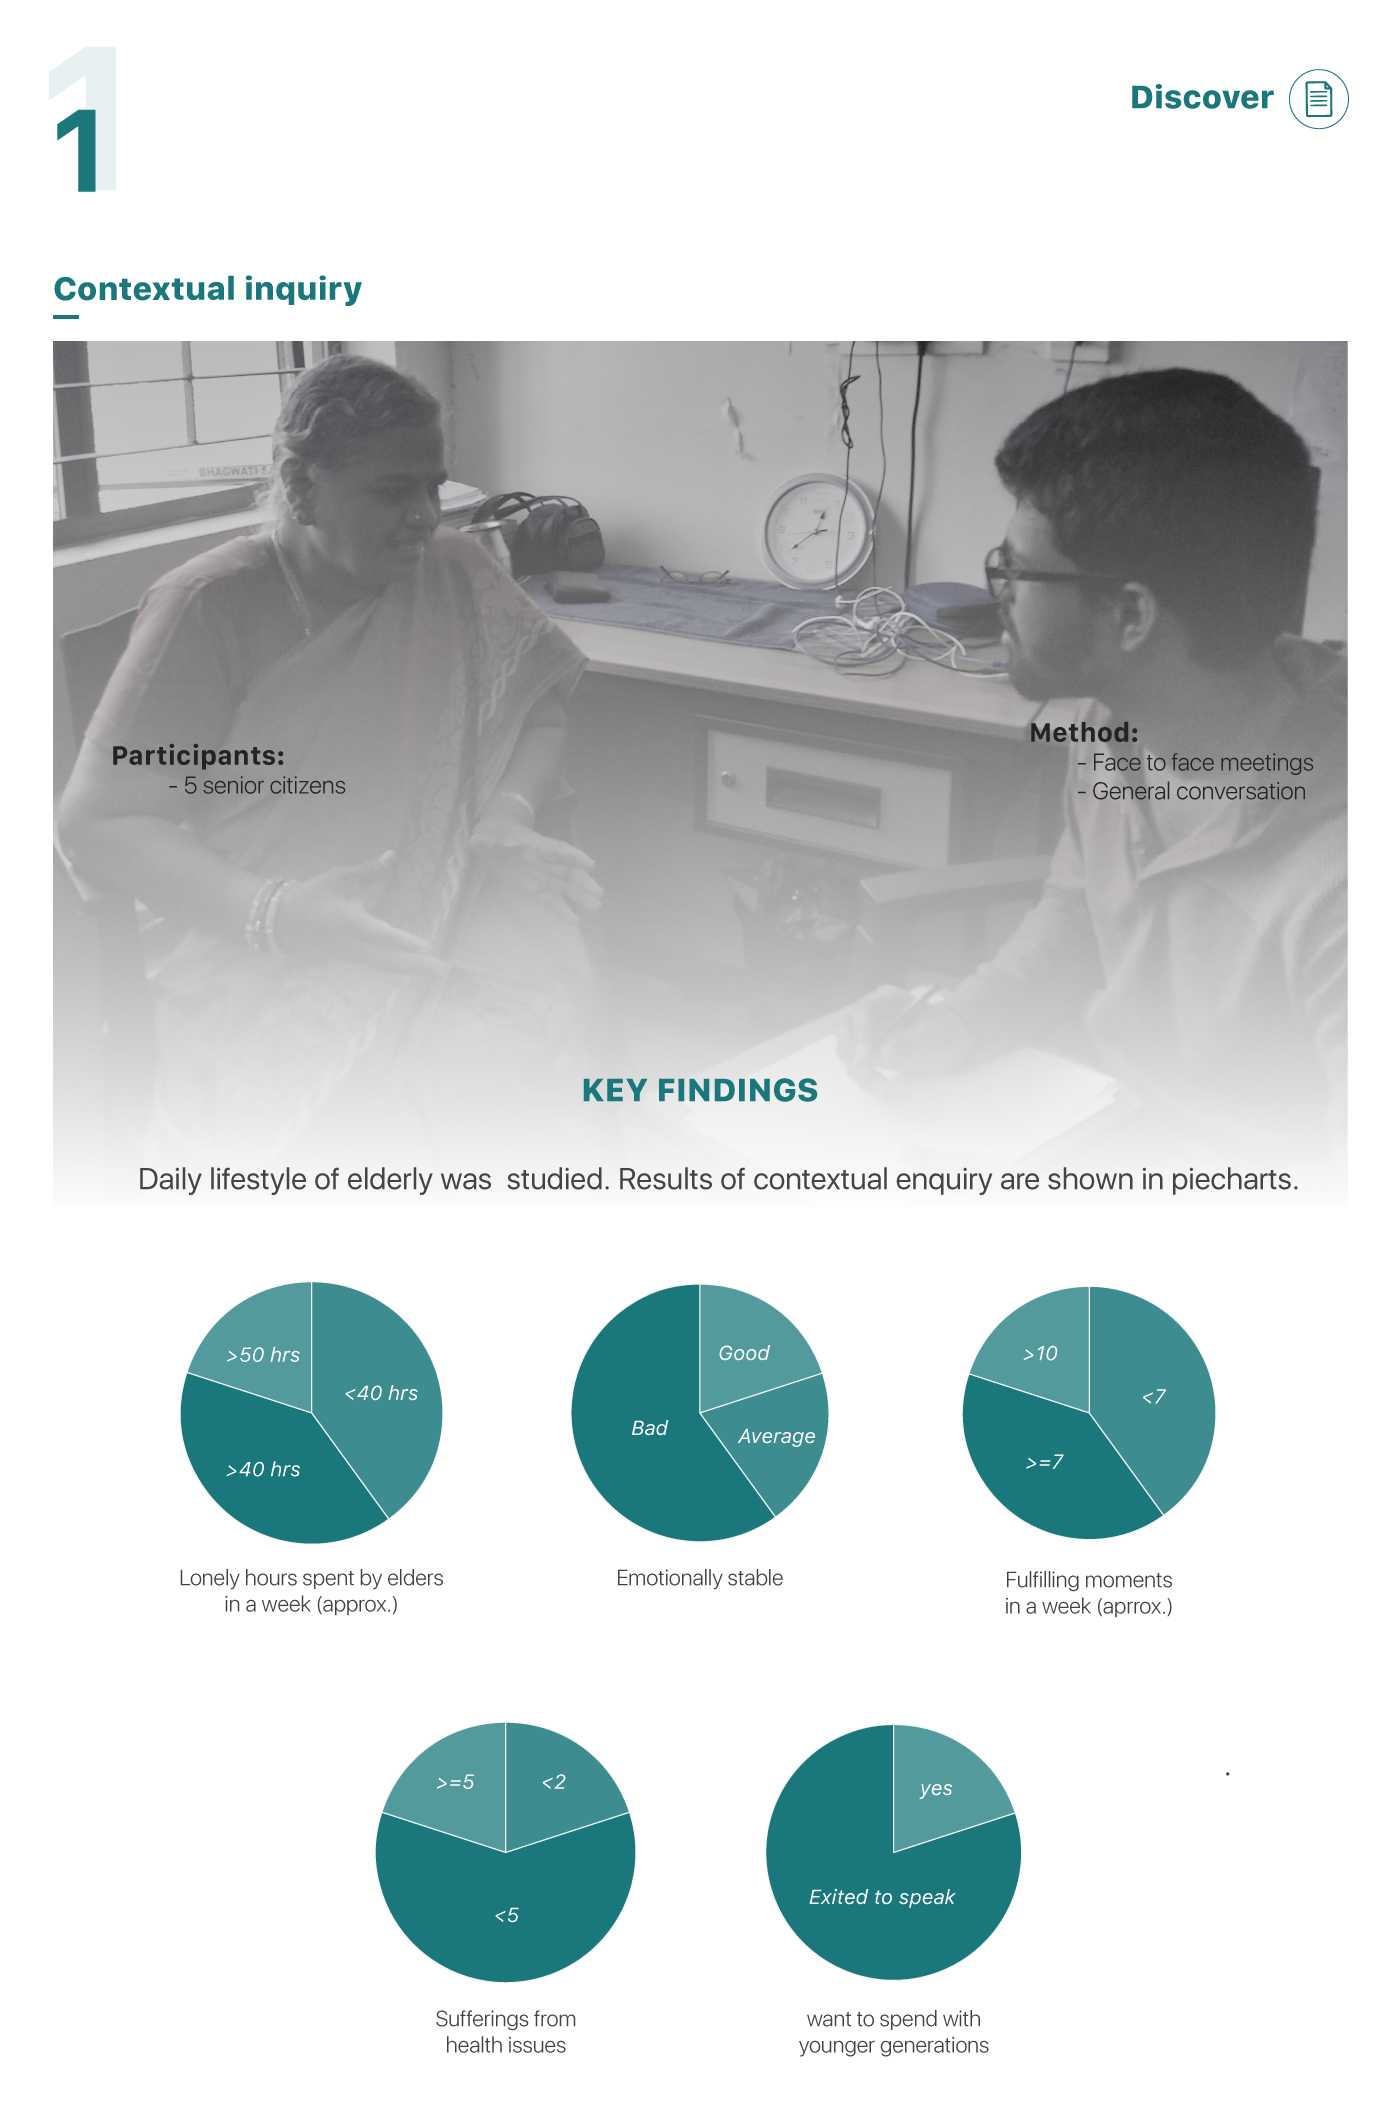 1
1
Discover
Contextual inquiry
BHAGWATI
Participants:
- 5 senior citizens
Method:
- Face to face meetings
- General conversation
KEY FINDINGS
Daily lifestyle of elderly was  studied. Results of contextual enquiry are shown in piecharts.
>50 hrs
<40 hrs
>40 hrs
Lonely hours spent by elders
in a week (approx.)
Good
Bad
Average
Emotionally stable
>10
<7
>=7
Fulfilling moments
in a week (aprrox.)
>=5
<2
<5
Sufferings from
health issues
yes
Exited to speak
want to spend with
younger generations